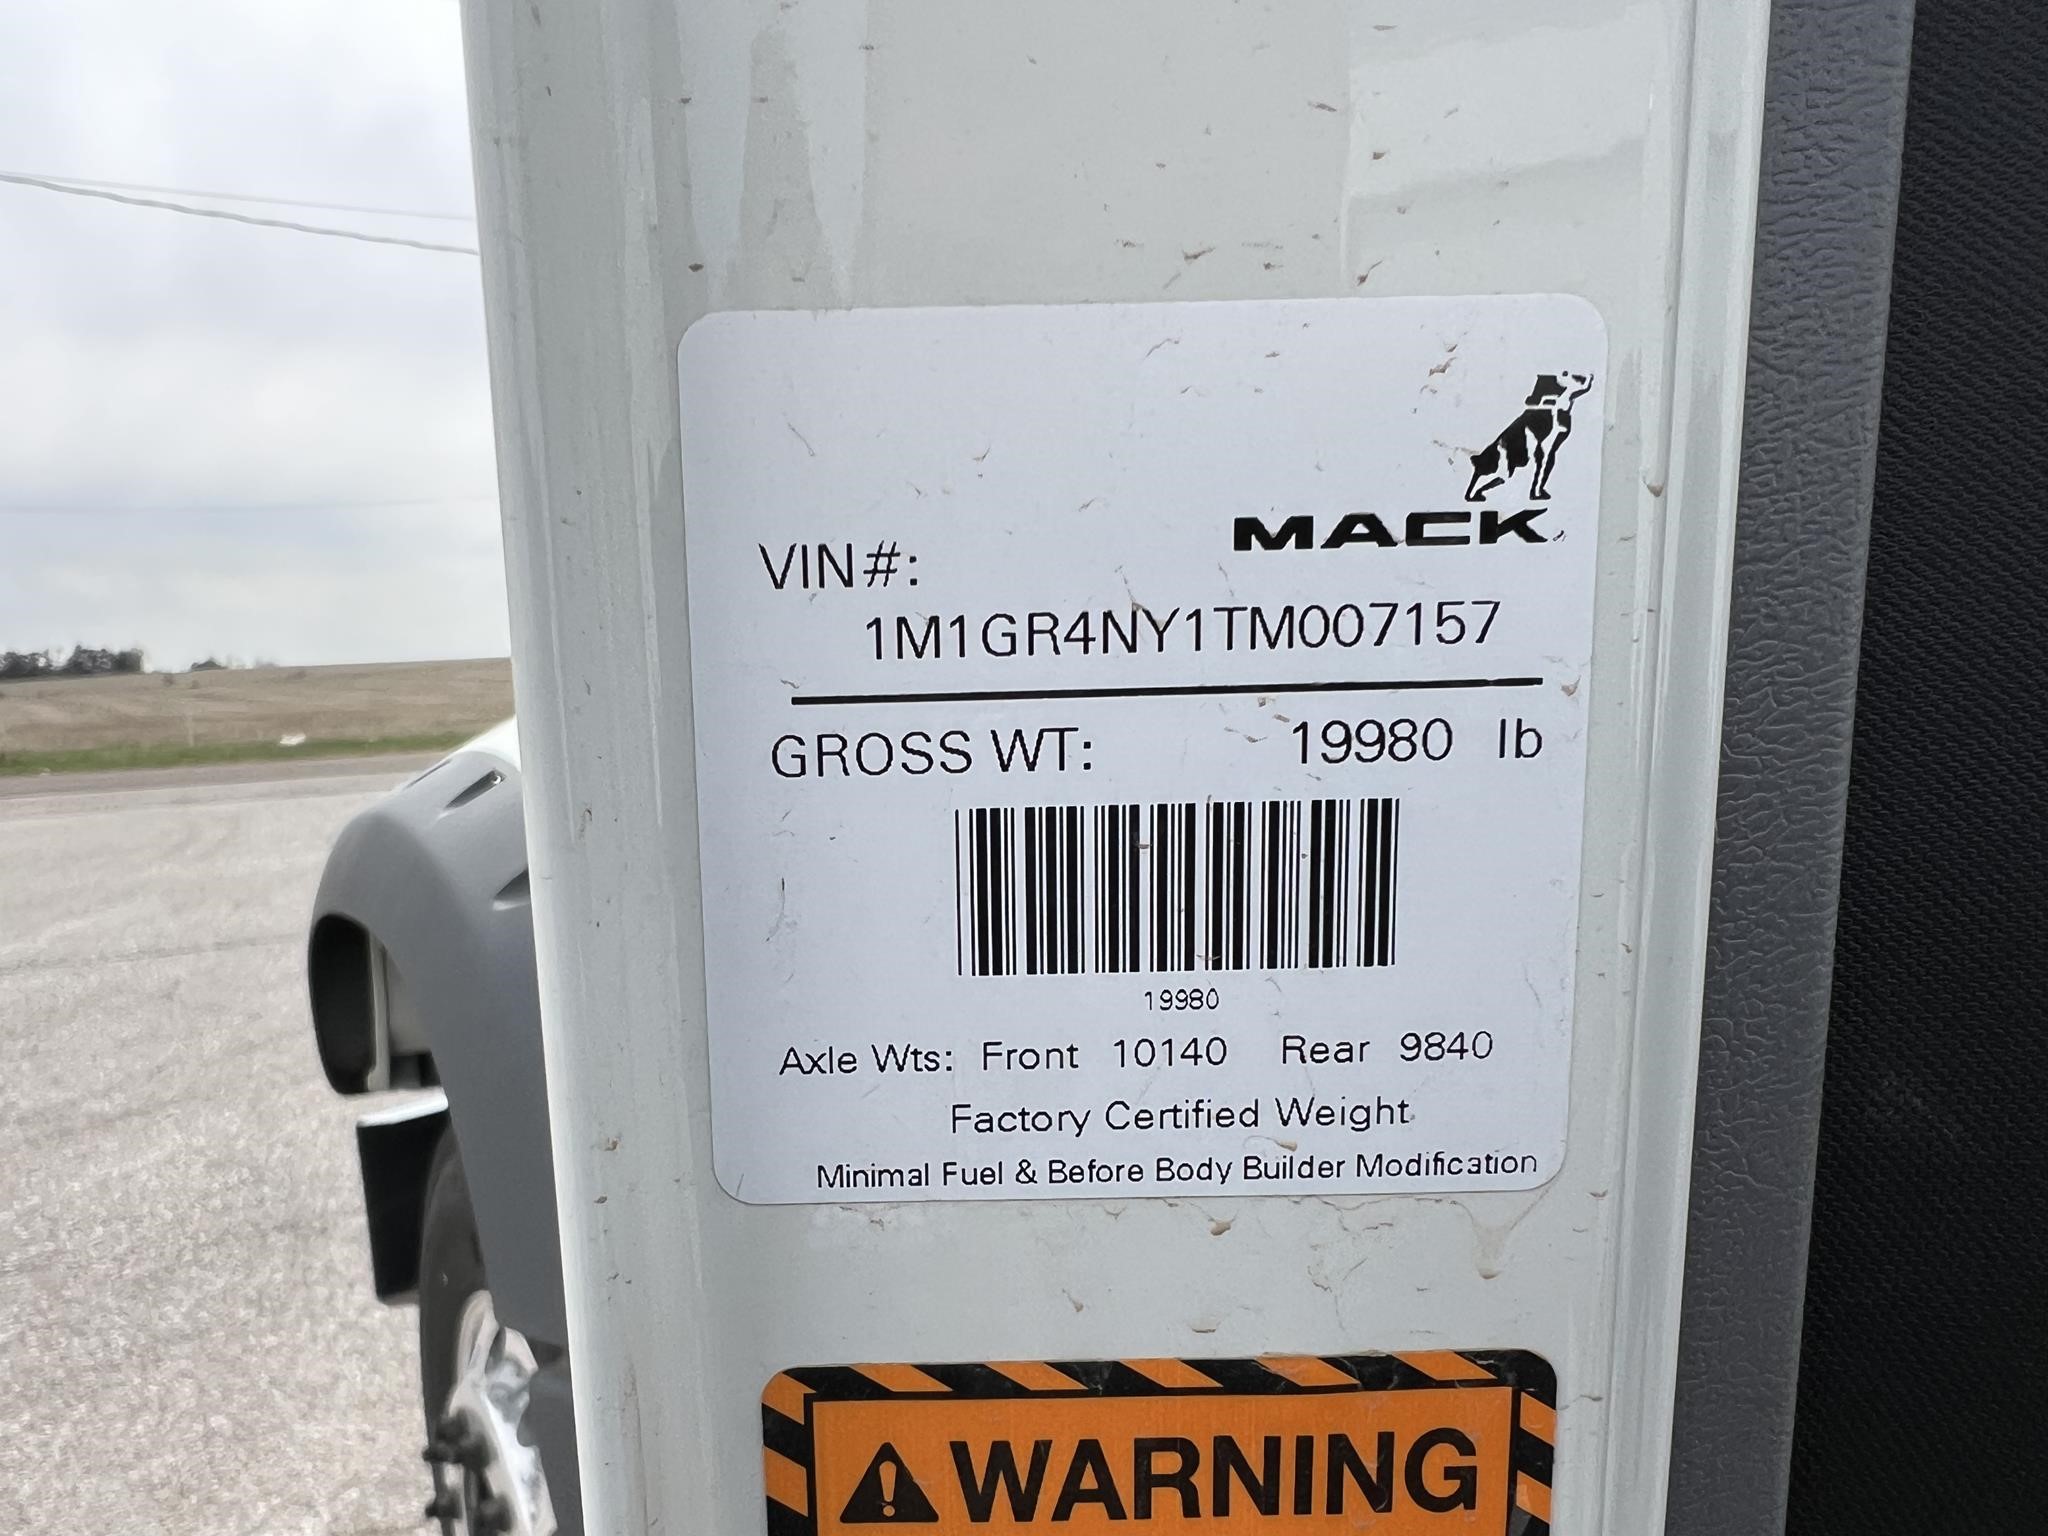 MACK
VIN#:
1M1GR4NY1TM007157
GROSS WT: 19980 lb
19980
Axle Wts: Front 10140 Rear 9840
Factory Certified Weight
Minimal Fuel & Before Body Builder Modification
WARNING